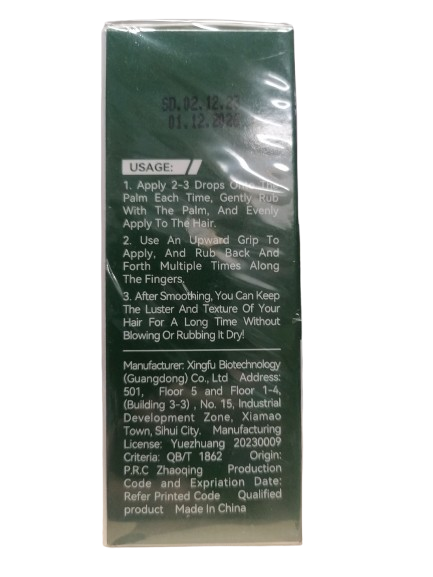 SD.02.12.23
01.12.2026
USAGE:
1. Apply 2-3 Drops Onto The
Palm Each Time, Gently Rub
With The Palm, And Evenly
Apply To The Hair.
2. Use An Upward Grip To
Apply, And Rub Back And
Forth Multiple Times Along
The Fingers.
3. After Smoothing, You Can Keep
The Luster And Texture Of Your
Hair For A Long Time Without
Blowing Or Rubbing It Dry!
Manufacturer: Xingfu Biotechnology
(Guangdong) Co., Ltd Address:
501, Floor 5 and Floor 1-4,
(Building 3-3) , No. 15, Industrial
Development Zone, Xiamao
Town, Sihui City. Manufacturing
License: Yuezhuang 20230009
Criteria: QB/T 1862 Origin:
P.R.C Zhaoqing Production
Code and Expriation Date:
Refer Printed Code Qualified
product Made In China